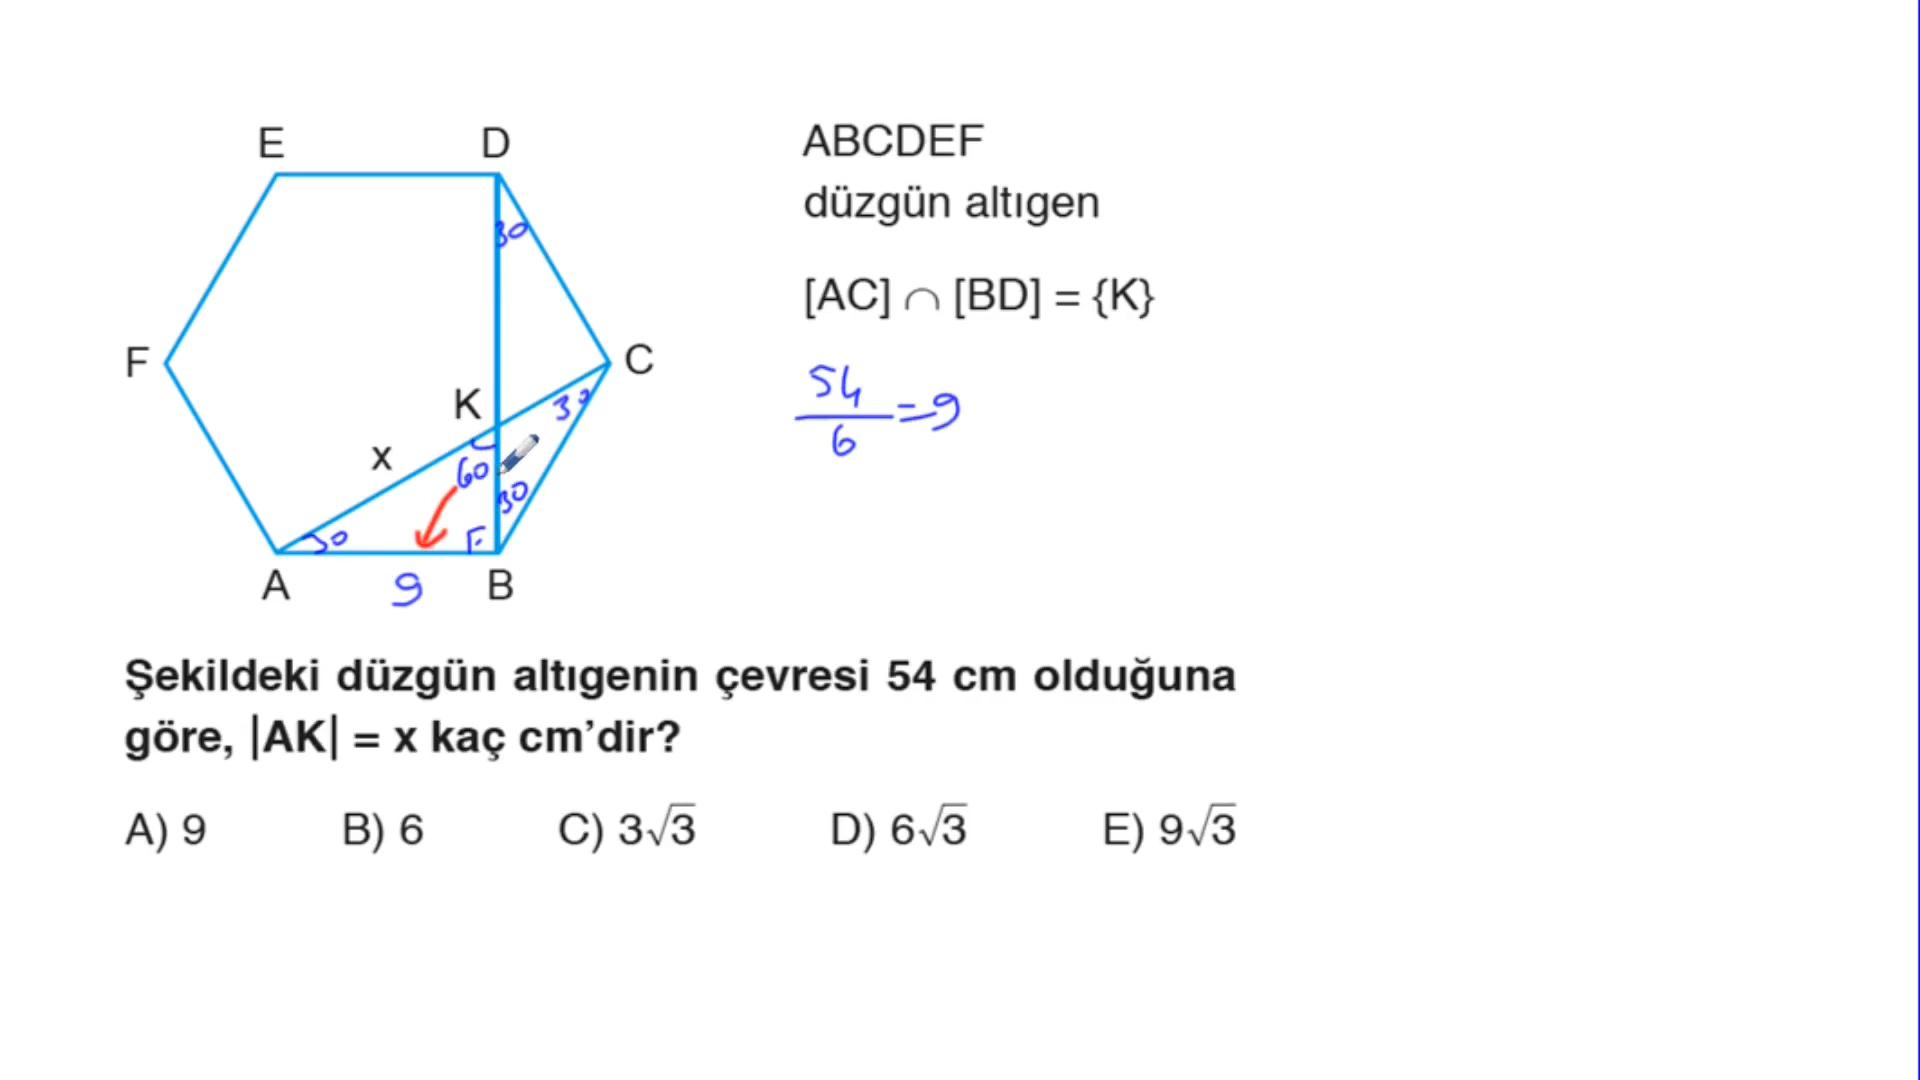 E D
ABCDEF
düzgün altıgen
30
[AC] ∩ [BD] = {K}
F C
54/6 = 9
K 30
x 60
30
30
A 9 B
Şekildeki düzgün altıgenin çevresi 54 cm olduğuna
göre, |AK| = x kaç cm'dir?
A) 9 B) 6 C) 3√3 D) 6√3 E) 9√3